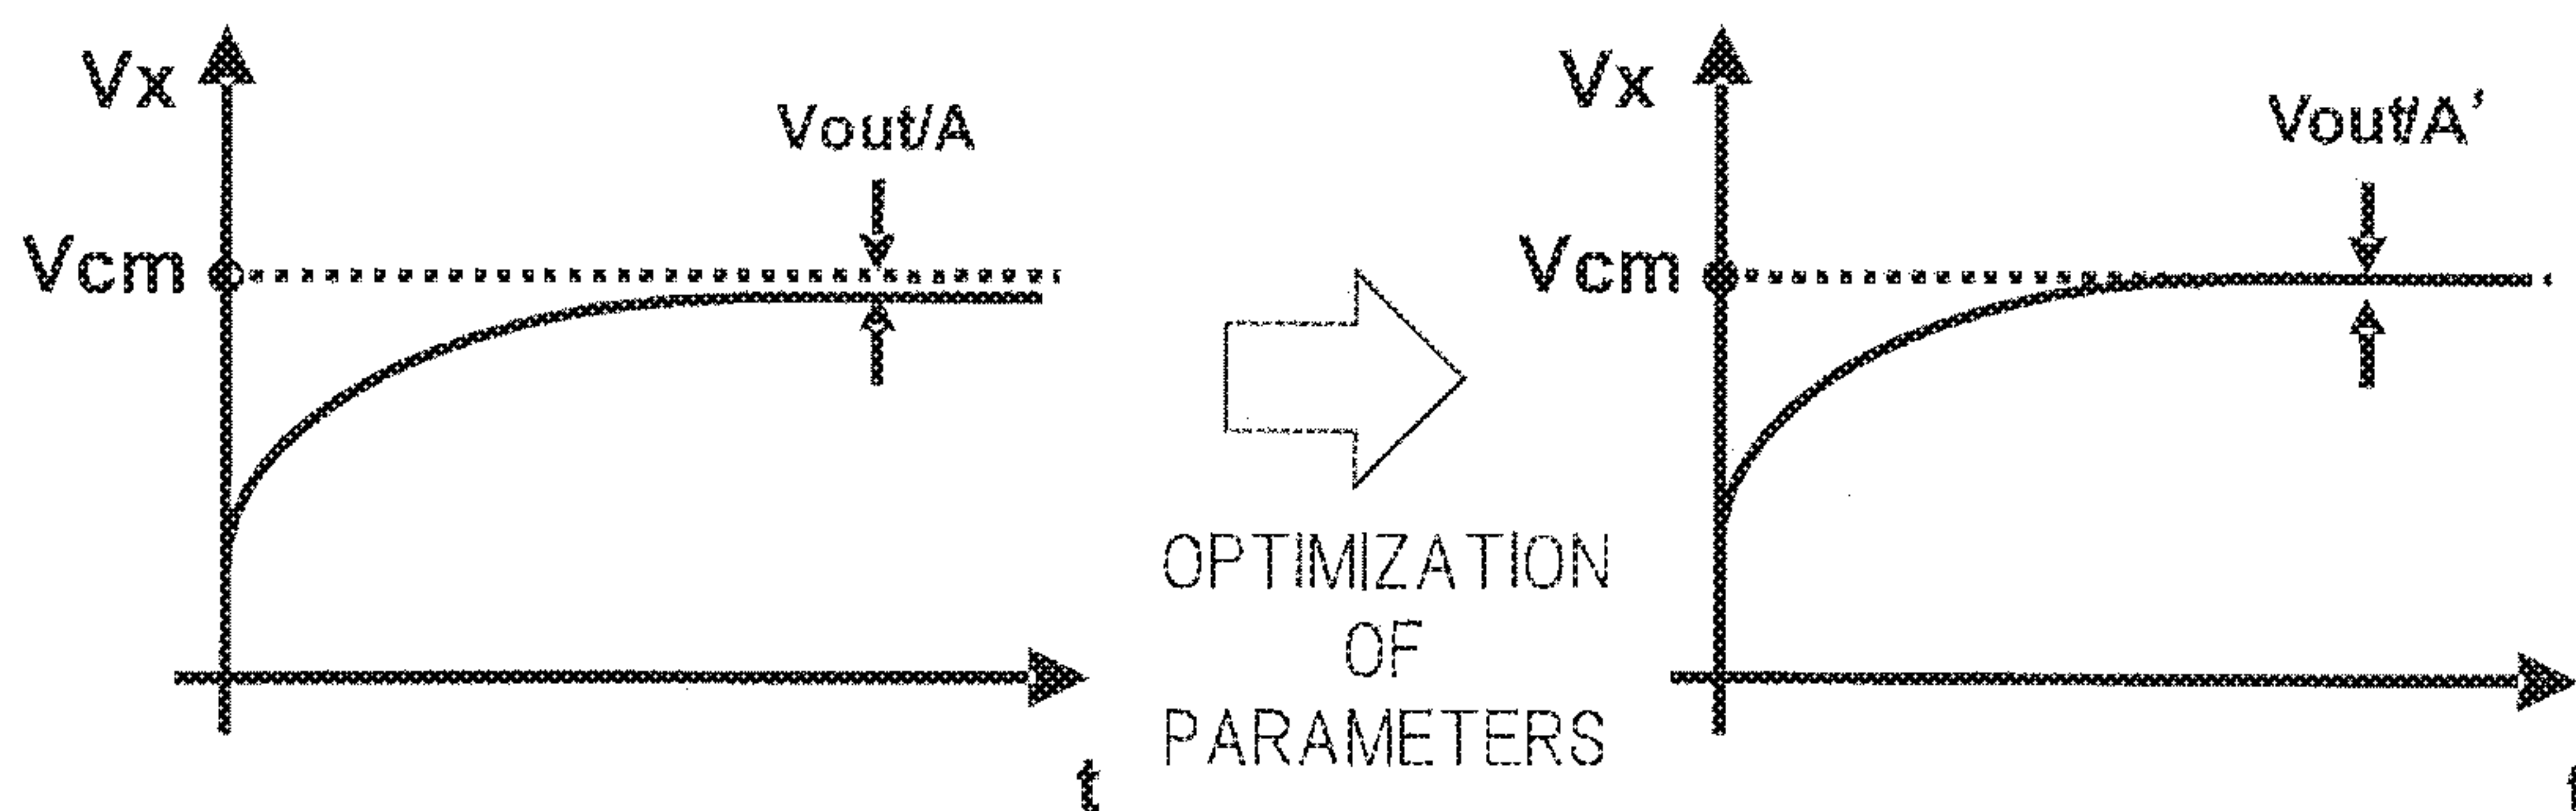 Vx
Vout/A
Vcm
t
OPTIMIZATION
OF
PARAMETERS
Vx
Vout/A’
Vcm